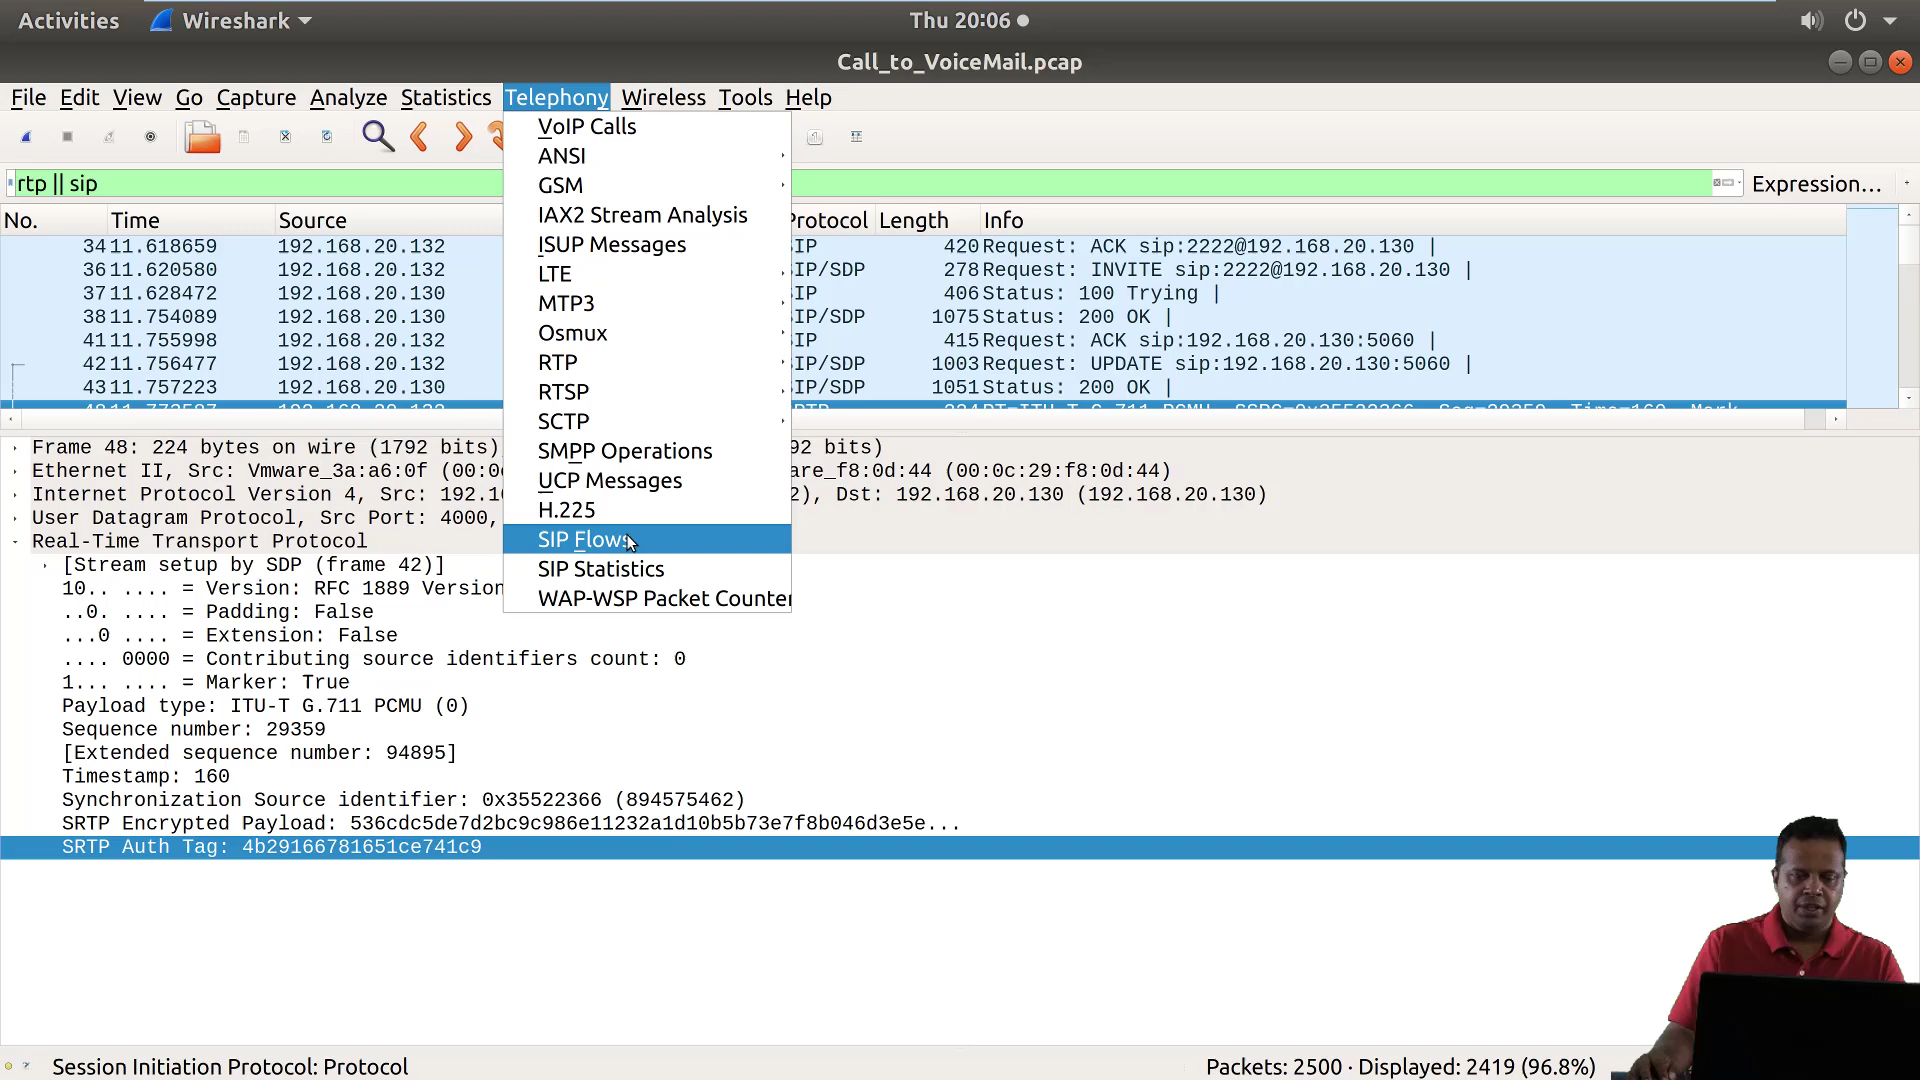 Activities Wireshark Thu 20:06
Call_to_VoiceMail.pcap
File Edit View Go Capture Analyze Statistics Telephony Wireless Tools Help
rtp || sip Expression…
No. Time Source Protocol Length Info
34 11.618659 192.168.20.132 SIP 420 Request: ACK sip:2222@192.168.20.130 |
36 11.620580 192.168.20.132 SIP/SDP 278 Request: INVITE sip:2222@192.168.20.130 |
37 11.628472 192.168.20.130 SIP 406 Status: 100 Trying |
38 11.754089 192.168.20.130 SIP/SDP 1075 Status: 200 OK |
41 11.755998 192.168.20.132 SIP 415 Request: ACK sip:192.168.20.130:5060 |
42 11.756477 192.168.20.132 SIP/SDP 1003 Request: UPDATE sip:192.168.20.130:5060 |
43 11.757223 192.168.20.130 SIP/SDP 1051 Status: 200 OK |
VoIP Calls
ANSI
GSM
IAX2 Stream Analysis
ISUP Messages
LTE
MTP3
Osmux
RTP
RTSP
SCTP
SMPP Operations
UCP Messages
H.225
SIP Flows
SIP Statistics
WAP-WSP Packet Counter
Frame 48: 224 bytes on wire (1792 bits), 92 bits)
Ethernet II, Src: Vmware_3a:a6:0f (00:0c are_f8:0d:44 (00:0c:29:f8:0d:44)
Internet Protocol Version 4, Src: 192.16 2), Dst: 192.168.20.130 (192.168.20.130)
User Datagram Protocol, Src Port: 4000,
Real-Time Transport Protocol
[Stream setup by SDP (frame 42)]
10.. .... = Version: RFC 1889 Version
..0. .... = Padding: False
...0 .... = Extension: False
.... 0000 = Contributing source identifiers count: 0
1... .... = Marker: True
Payload type: ITU-T G.711 PCMU (0)
Sequence number: 29359
[Extended sequence number: 94895]
Timestamp: 160
Synchronization Source identifier: 0x35522366 (894575462)
SRTP Encrypted Payload: 536cdc5de7d2bc9c986e11232a1d10b5b73e7f8b046d3e5e...
SRTP Auth Tag: 4b29166781651ce741c9
Session Initiation Protocol: Protocol Packets: 2500 · Displayed: 2419 (96.8%)